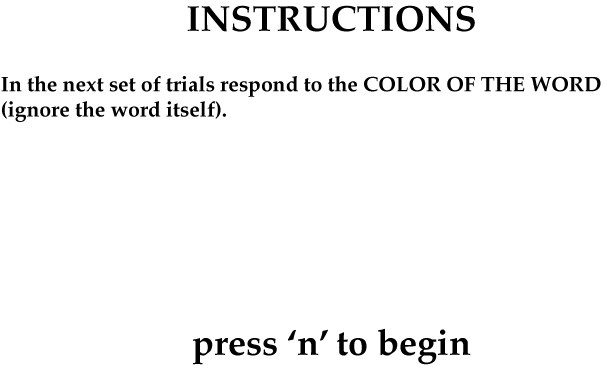 INSTRUCTIONS
In the next set of trials respond to the COLOR OF THE WORD
(ignore the word itself).
press ‘n’ to begin